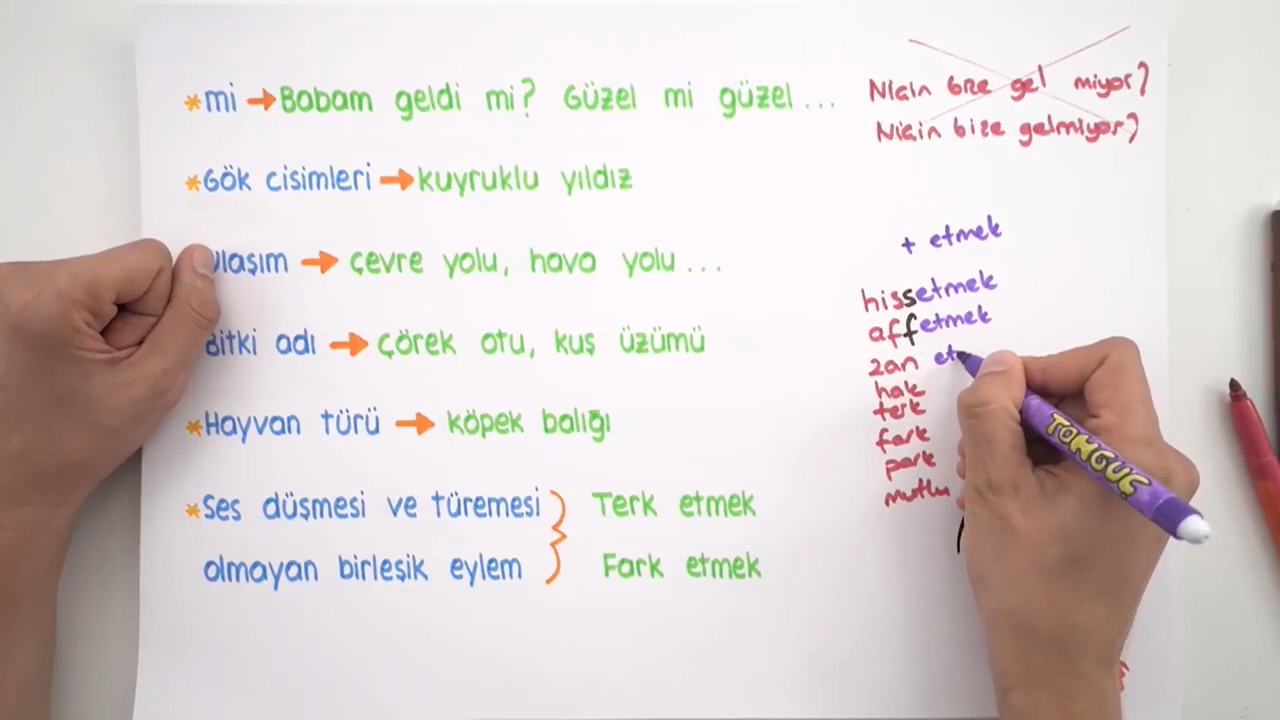 *mi → Babam geldi mi? Güzel mi güzel...
*Gök cisimleri → kuyruklu yıldız
ulaşım → çevre yolu, hava yolu...
Bitki adı → çörek otu, kuş üzümü
*Hayvan türü → köpek balığı
*Ses düşmesi ve türemesi } Terk etmek
olmayan birleşik eylem Fark etmek
Niçin bize gel miyor?
Niçin bize gelmiyor?
+ etmek
hissetmek
affetmek
zan et
hak
terk
fark
park
mutlu
TONGUÇ